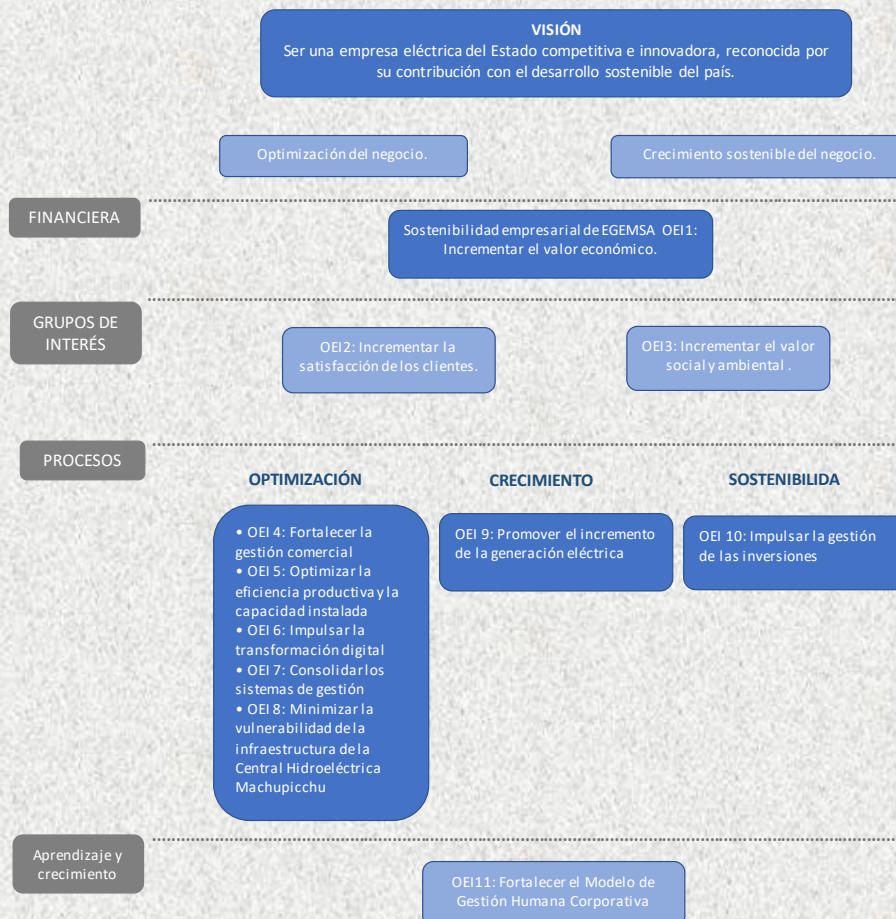 VISIÓN
Ser una empresa eléctrica del Estado competitiva e innovadora, reconocida por
su contribución con el desarrollo sostenible del país.
Optimización del negocio.
Crecimiento sostenible del negocio.
FINANCIERA
Sostenibilidad empresarial de EGEMSA OEI1:
Incrementar el valor económico.
GRUPOS DE
INTERÉS
OEI2: Incrementar la
satisfacción de los clientes.
OEI3: Incrementar el valor
social y ambiental .
PROCESOS
OPTIMIZACIÓN
• OEI 4: Fortalecer la
gestión comercial
• OEI 5: Optimizar la
eficiencia productiva y la
capacidad instalada
• OEI 6: Impulsar la
transformación digital
• OEI 7: Consolidar los
sistemas de gestión
• OEI 8: Minimizar la
vulnerabilidad de la
infraestructura de la
Central Hidroeléctrica
Machupicchu
CRECIMIENTO
OEI 9: Promover el incremento
de la generación eléctrica
SOSTENIBILIDA
OEI 10: Impulsar la gestión
de las inversiones
Aprendizaje y
crecimiento
OEI11: Fortalecer el Modelo de
Gestión Humana Corporativa